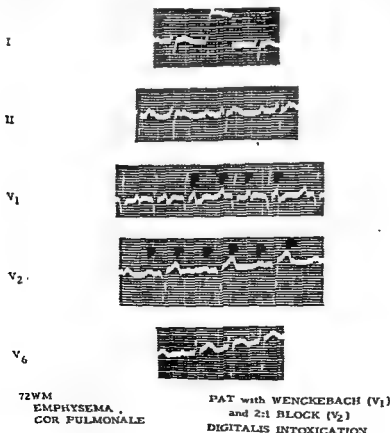 I
II
V1
V2
V6
72WM
EMPHYSEMA,
COR PULMONALE
PAT with WENCKEBACH (V1)
and 2:1 BLOCK (V2)
DIGITALIS INTOXICATION